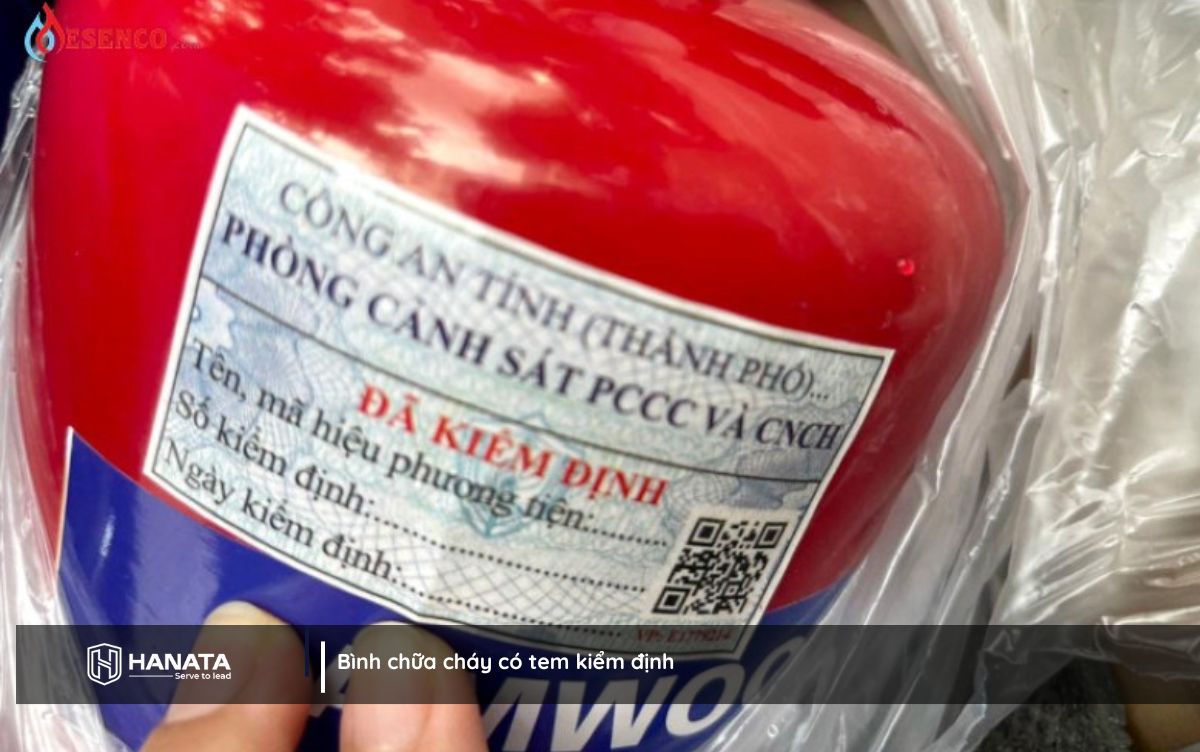 ESENCO.com
CÔNG AN TỈNH (THÀNH PHỐ)...
PHÒNG CẢNH SÁT PCCC VÀ CNCH
ĐÃ KIỂM ĐỊNH
Tên, mã hiệu phương tiện:..........
Số kiểm định:..............................
Ngày kiểm định:..........................
HANATA
Serve to lead
Bình chữa cháy có tem kiểm định